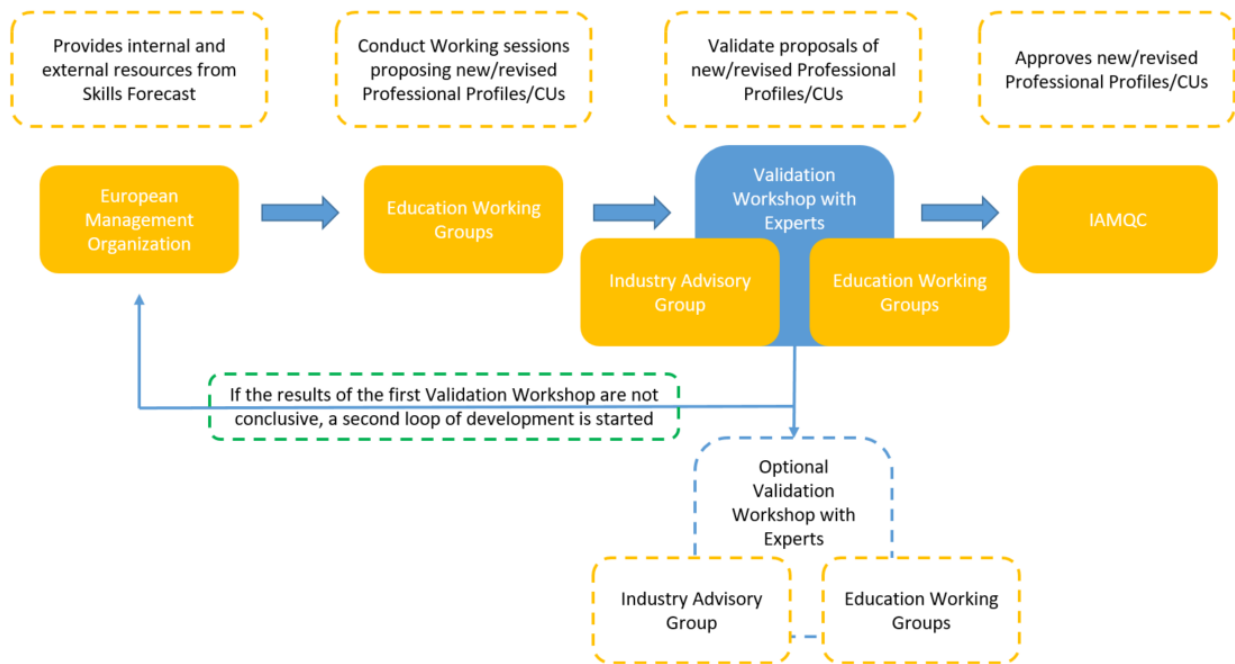 Provides internal and
external resources from
Skills Forecast
Conduct Working sessions
proposing new/revised
Professional Profiles/CUs
Validate proposals of
new/revised Professional
Profiles/CUs
Approves new/revised
Professional Profiles/CUs
European
Management
Organization
Education Working
Groups
Validation
Workshop with
Experts
Industry Advisory
Group
Education Working
Groups
IAMQC
If the results of the first Validation Workshop are not
conclusive, a second loop of development is started
Optional
Validation
Workshop with
Experts
Industry Advisory
Group
Education Working
Groups